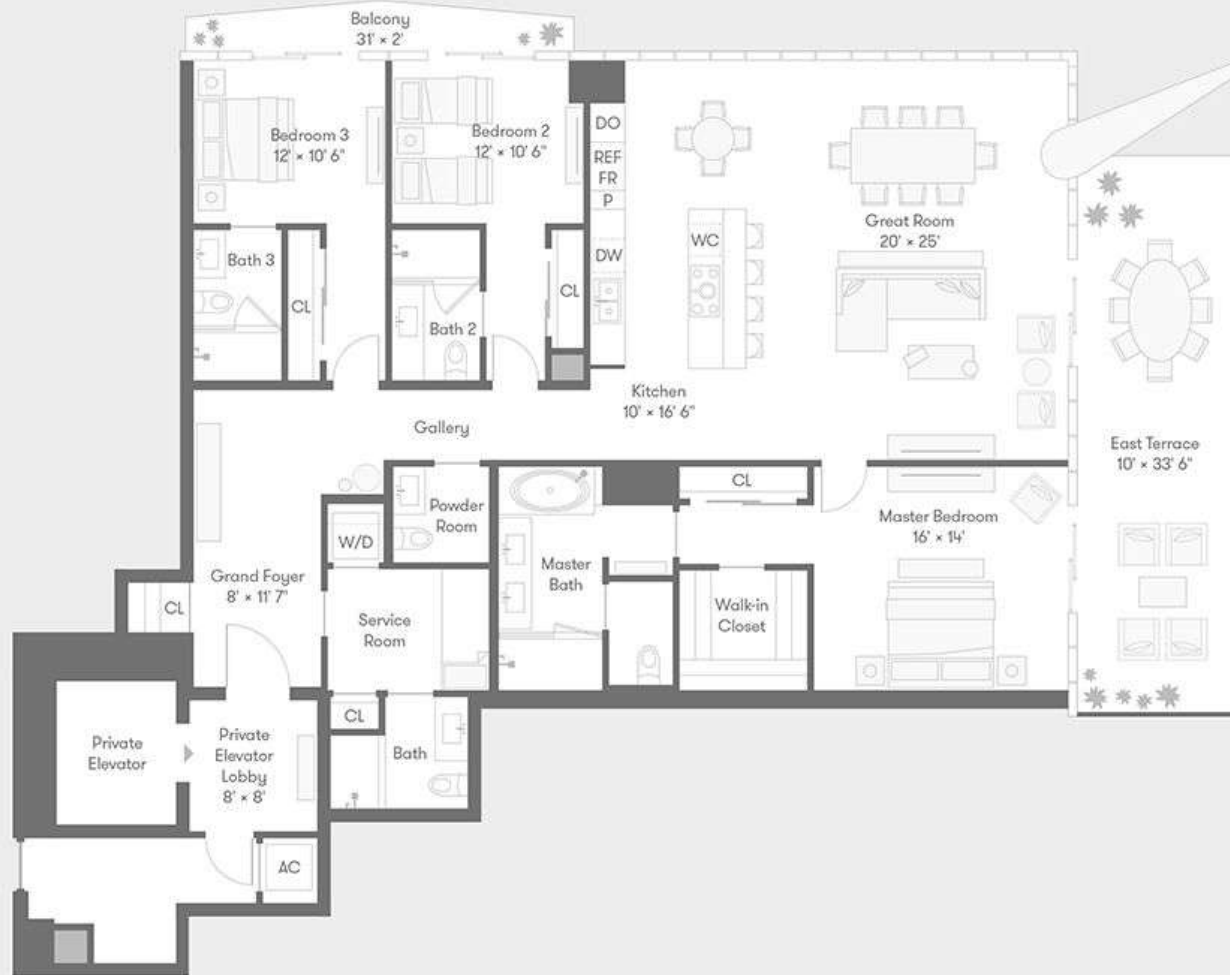 Balcony
31' × 2'
Bedroom 3
12' × 10' 6"
Bedroom 2
12' × 10' 6"
DO
REF
FR
P
DW
WC
Great Room
20' × 25'
Bath 3
CL
Bath 2
CL
Kitchen
10' × 16' 6"
Gallery
East Terrace
10' × 33' 6"
CL
Powder
Room
Master Bedroom
16' × 14'
W/D
Master
Bath
Grand Foyer
8' × 11' 7"
CL
Service
Room
Walk-in
Closet
CL
Private
Elevator
Private
Elevator
Lobby
8' × 8'
Bath
AC